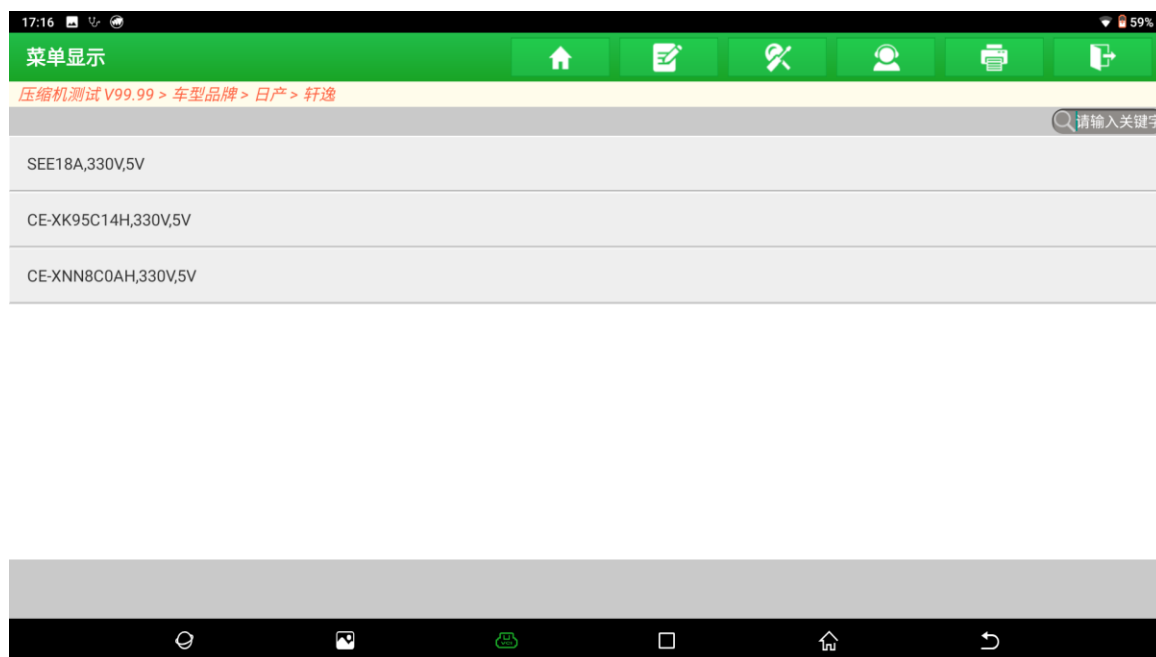 17:16
59%
菜单显示
压缩机测试 V99.99 > 车型品牌 > 日产 > 轩逸
请输入关键字
SEE18A,330V,5V
CE-XK95C14H,330V,5V
CE-XNN8C0AH,330V,5V
VCI